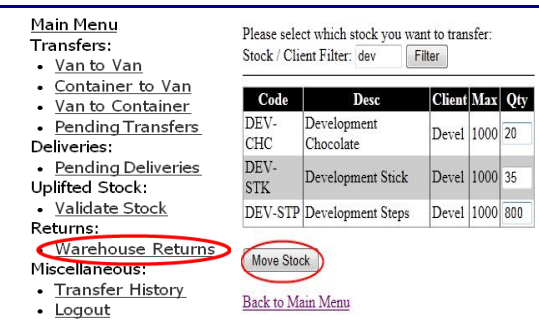 Main Menu
Transfers:
• Van to Van
• Container to Van
• Van to Container
• Pending Transfers
Deliveries:
• Pending Deliveries
Uplifted Stock:
• Validate Stock
Returns:
• Warehouse Returns
Miscellaneous:
• Transfer History
• Logout
Please select which stock you want to transfer:
Stock / Client Filter: dev Filter
Code Desc Client Max Qty
DEV-CHC Development Chocolate Devel 1000 20
DEV-STK Development Stick Devel 1000 35
DEV-STP Development Steps Devel 1000 800
Move Stock
Back to Main Menu